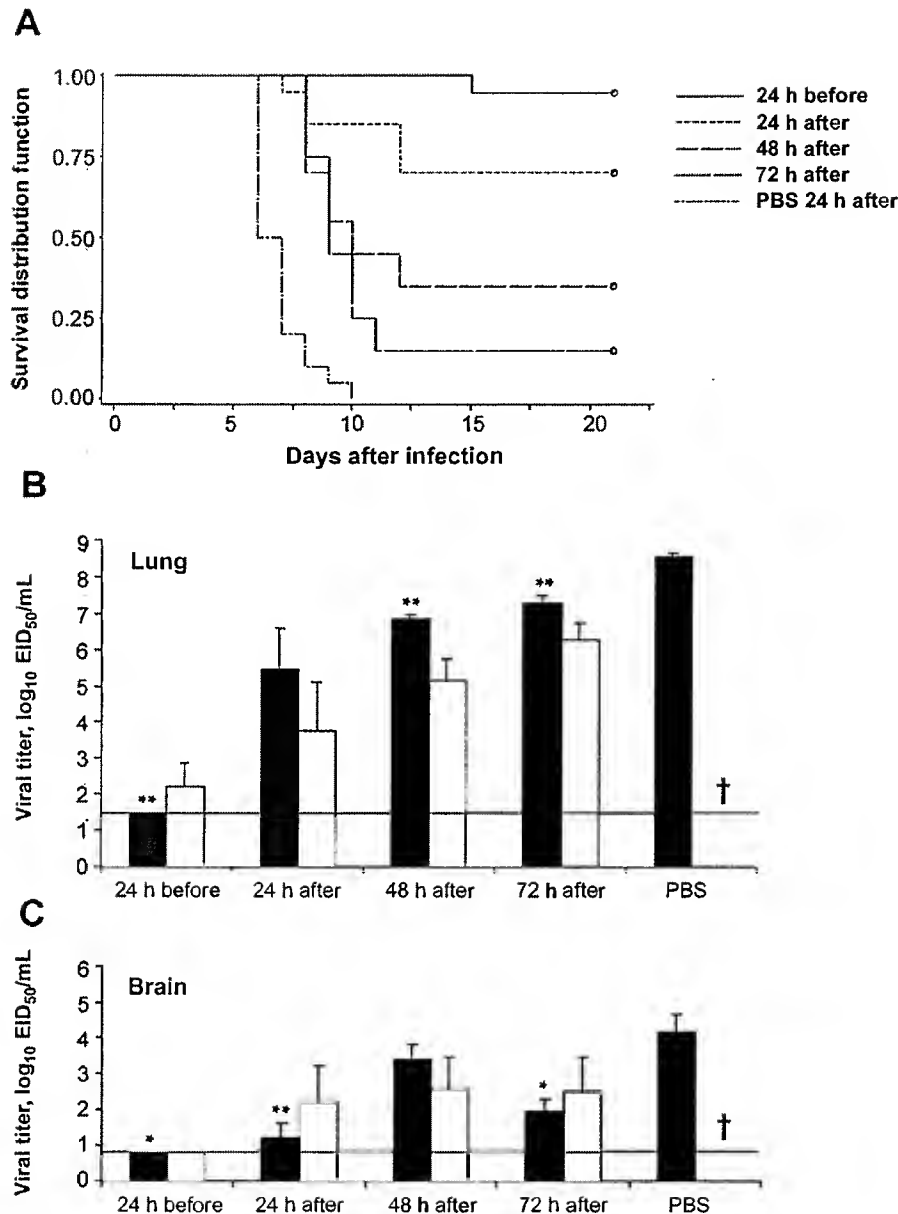 A
Survival distribution function
1.00
0.75
0.50
0.25
0.00
0
5
10
15
20
Days after infection
24 h before
24 h after
48 h after
72 h after
PBS 24 h after
B
Viral titer, log₁₀ EID₅₀/mL
9
8
7
6
5
4
3
2
1
0
Lung
**
**
**
†
24 h before
24 h after
48 h after
72 h after
PBS
C
Viral titer, log₁₀ EID₅₀/mL
6
5
4
3
2
1
0
Brain
*
**
*
†
24 h before
24 h after
48 h after
72 h after
PBS